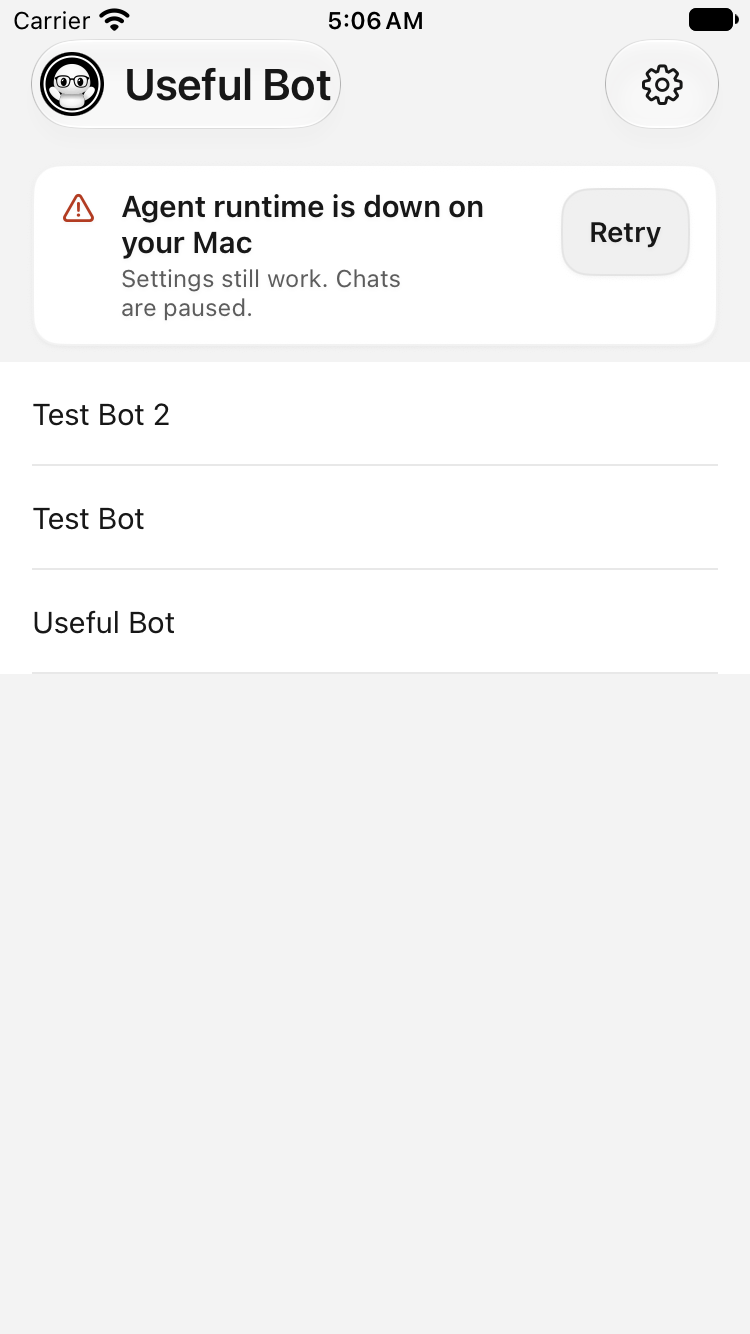 Carrier 5:06 AM
Useful Bot
Agent runtime is down on
your Mac
Settings still work. Chats
are paused.
Retry
Test Bot 2
Test Bot
Useful Bot